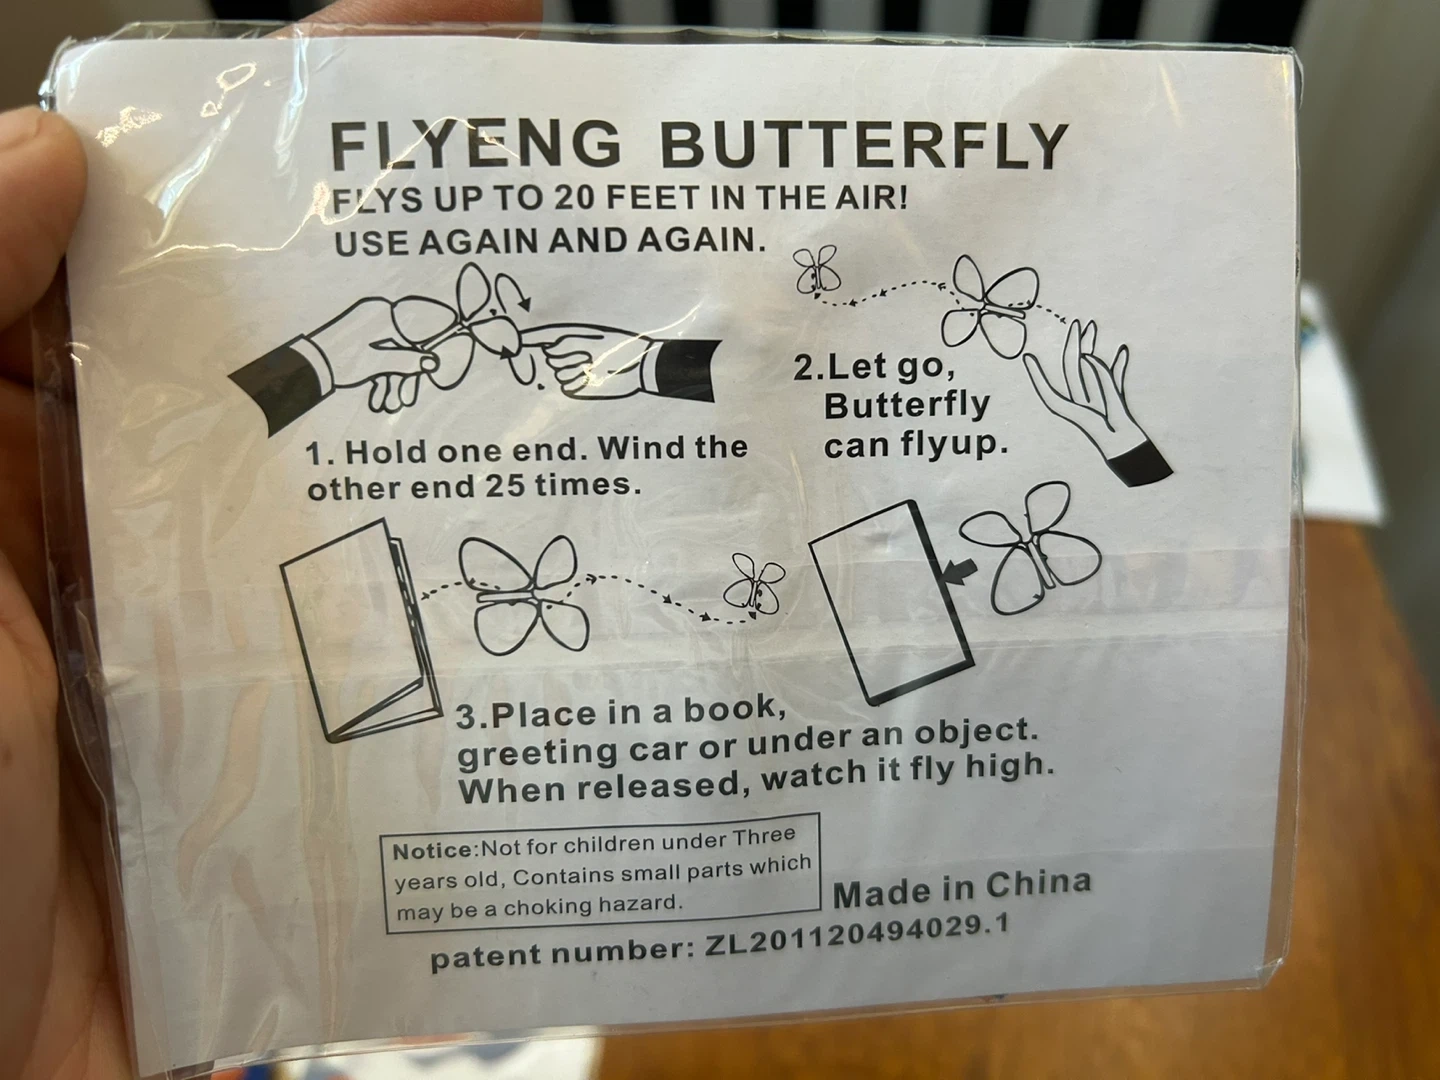 FLYENG BUTTERFLY
FLYS UP TO 20 FEET IN THE AIR!
USE AGAIN AND AGAIN.
1. Hold one end. Wind the
other end 25 times.
2.Let go,
Butterfly
can flyup.
3.Place in a book,
greeting car or under an object.
When released, watch it fly high.
Notice:Not for children under Three
years old, Contains small parts which
may be a choking hazard.
Made in China
patent number: ZL201120494029.1